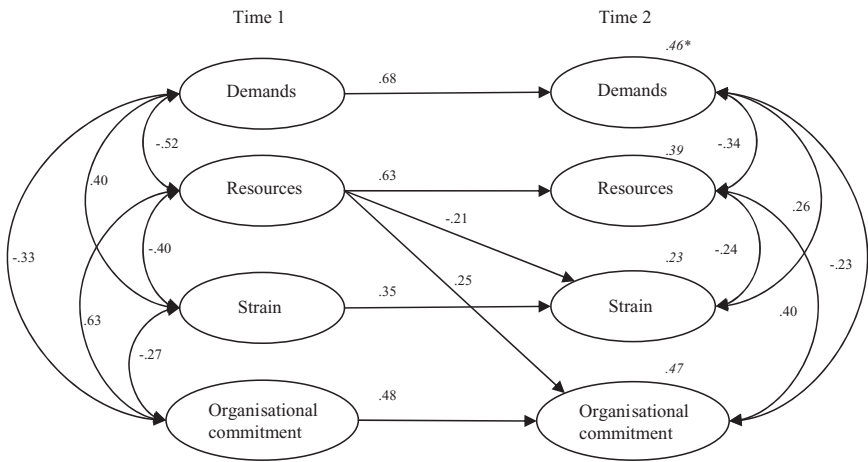 Time 1
Time 2
.46*
Demands
.68
Demands
-.52
.39
-.34
.40
Resources
.63
Resources
-.21
.26
-.33
-.40
.23
-.24
-.23
.25
.63
Strain
.35
Strain
.40
-.27
.47
.48
Organisational
commitment
Organisational
commitment